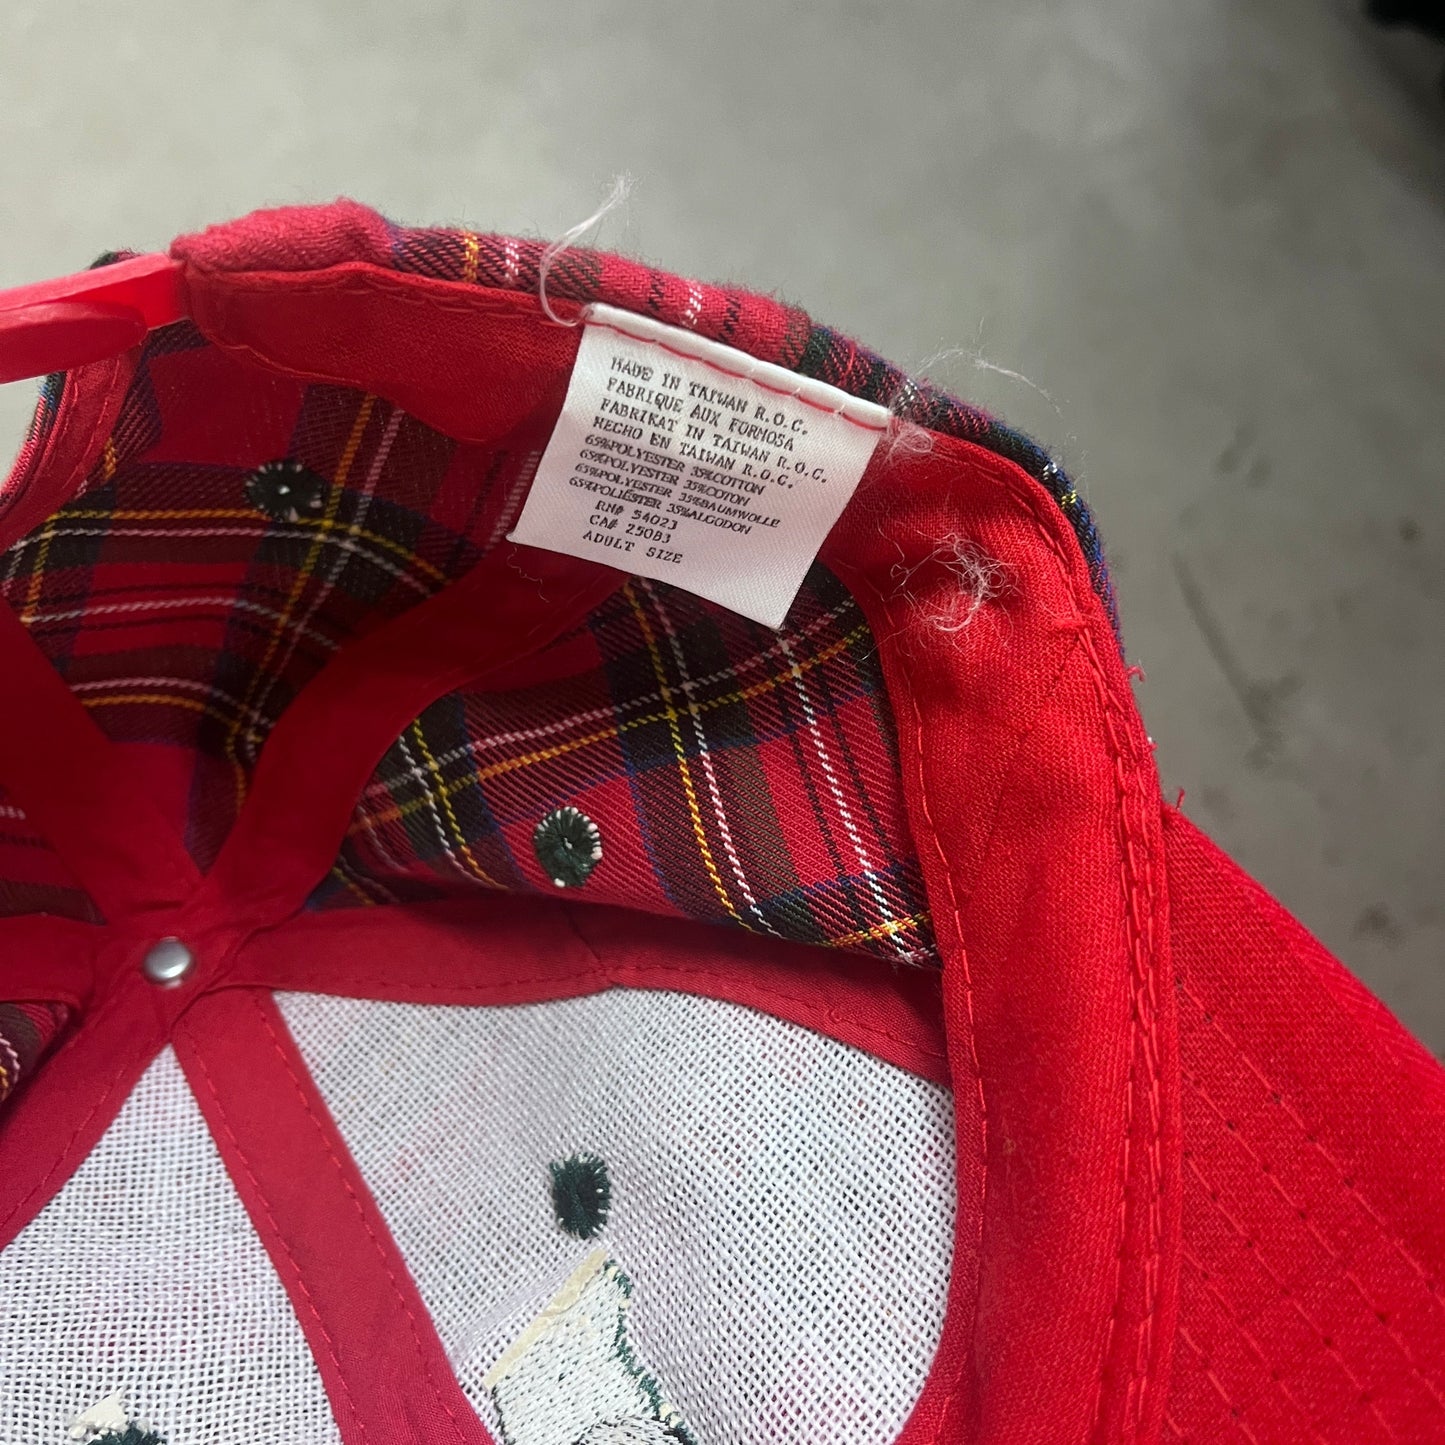 MADE IN TAIWAN R.O.C.
FABRIQUE AUX FORMOSA
FABRIKAT IN TAIWAN R.O.C.
HECHO EN TAIWAN R.O.C.
65%POLYESTER 35%COTTON
65%POLYESTER 35%COTON
65%POLYESTER 35%BAUMWOLLE
65%POLIÉSTER 35%ALGODON
RN# 54023
CA# 25083
ADULT SIZE